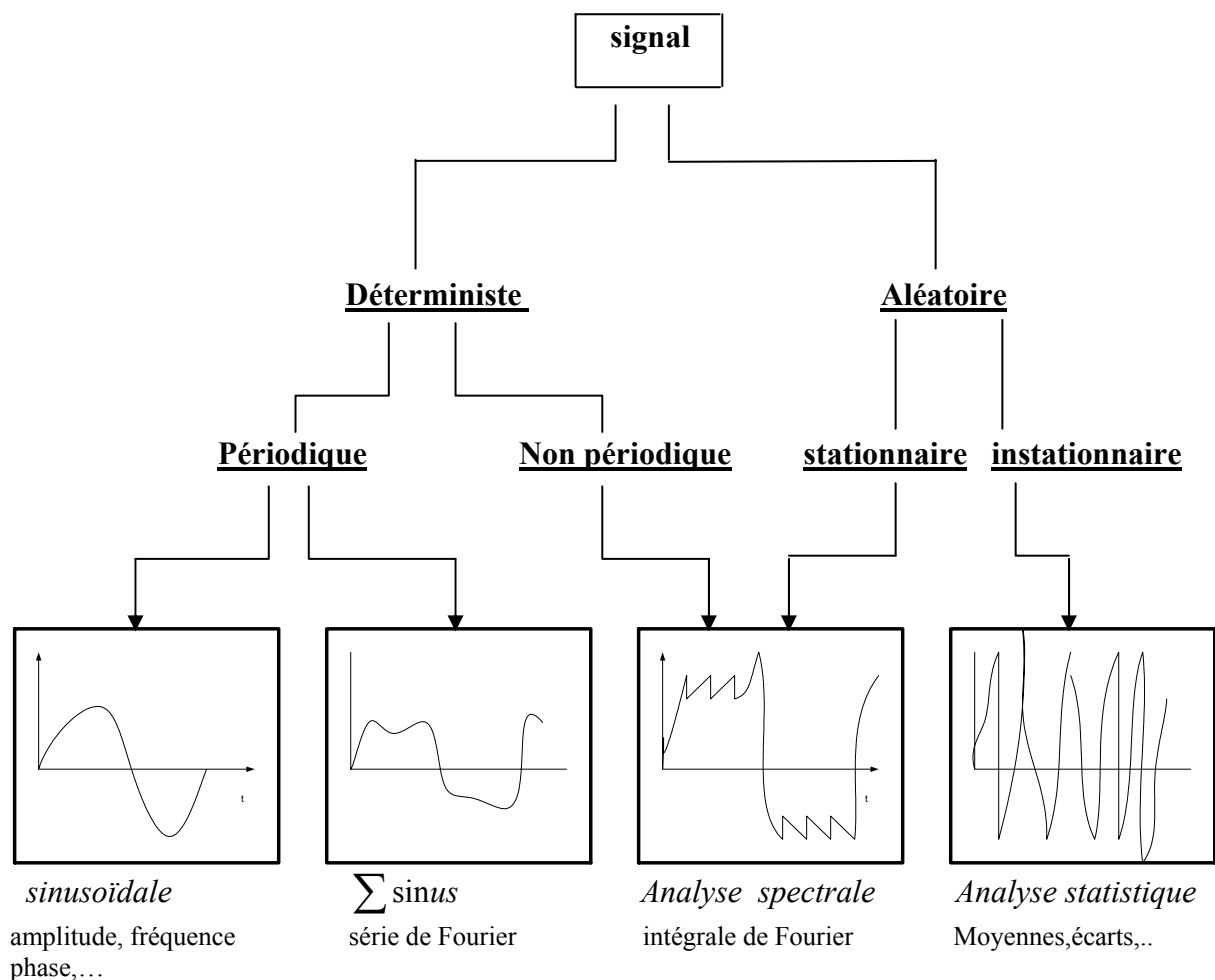 signal
Déterministe Aléatoire
Périodique Non périodique stationnaire instationnaire
t t
sinusoïdale ∑ sinus Analyse spectrale Analyse statistique
amplitude, fréquence série de Fourier intégrale de Fourier Moyennes,écarts,..
phase,…